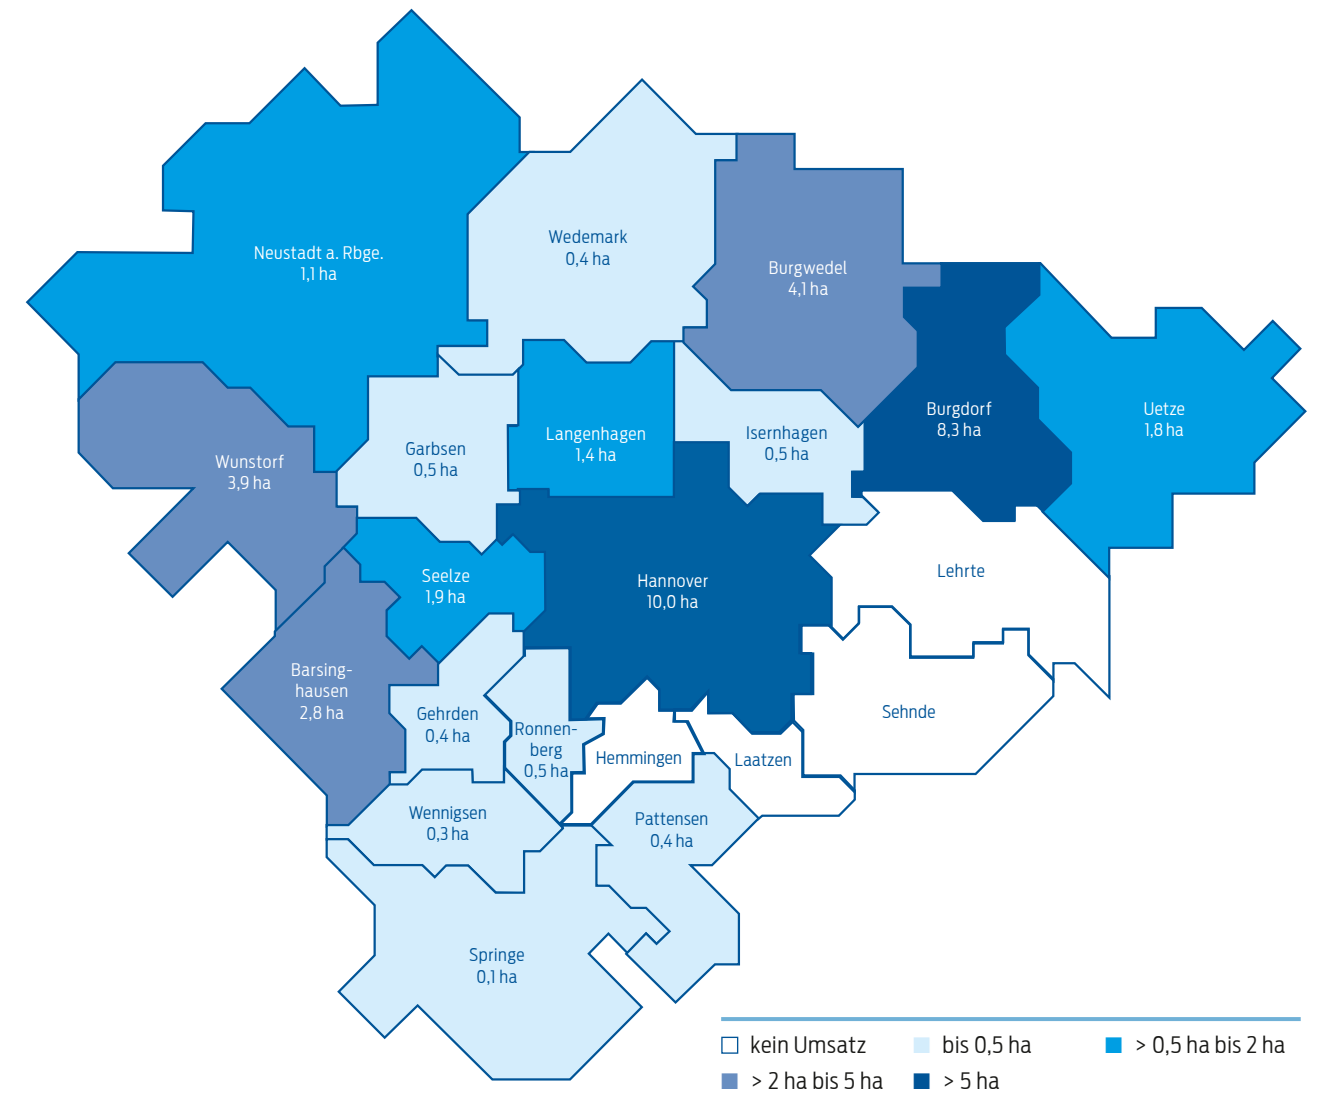 Neustadt a. Rbge.
1,1 ha
Wedemark
0,4 ha
Burgwedel
4,1 ha
Burgdorf
8,3 ha
Uetze
1,8 ha
Wunstorf
3,9 ha
Garbsen
0,5 ha
Langenhagen
1,4 ha
Isernhagen
0,5 ha
Seelze
1,9 ha
Hannover
10,0 ha
Lehrte
Barsing-
hausen
2,8 ha
Gehrden
0,4 ha
Ronnen-
berg
0,5 ha
Hemmingen
Laatzen
Sehnde
Wennigsen
0,3 ha
Pattensen
0,4 ha
Springe
0,1 ha
kein Umsatz
bis 0,5 ha
> 0,5 ha bis 2 ha
> 2 ha bis 5 ha
> 5 ha